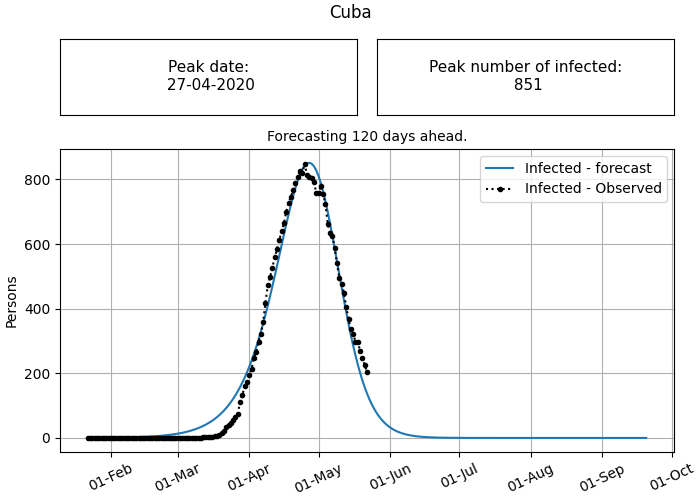 Cuba
Peak date:
27-04-2020
Peak number of infected:
851
Forecasting 120 days ahead.
Infected - forecast
Infected - Observed
Persons
800
600
400
200
0
01-Feb
01-Mar
01-Apr
01-May
01-Jun
01-Jul
01-Aug
01-Sep
01-Oct